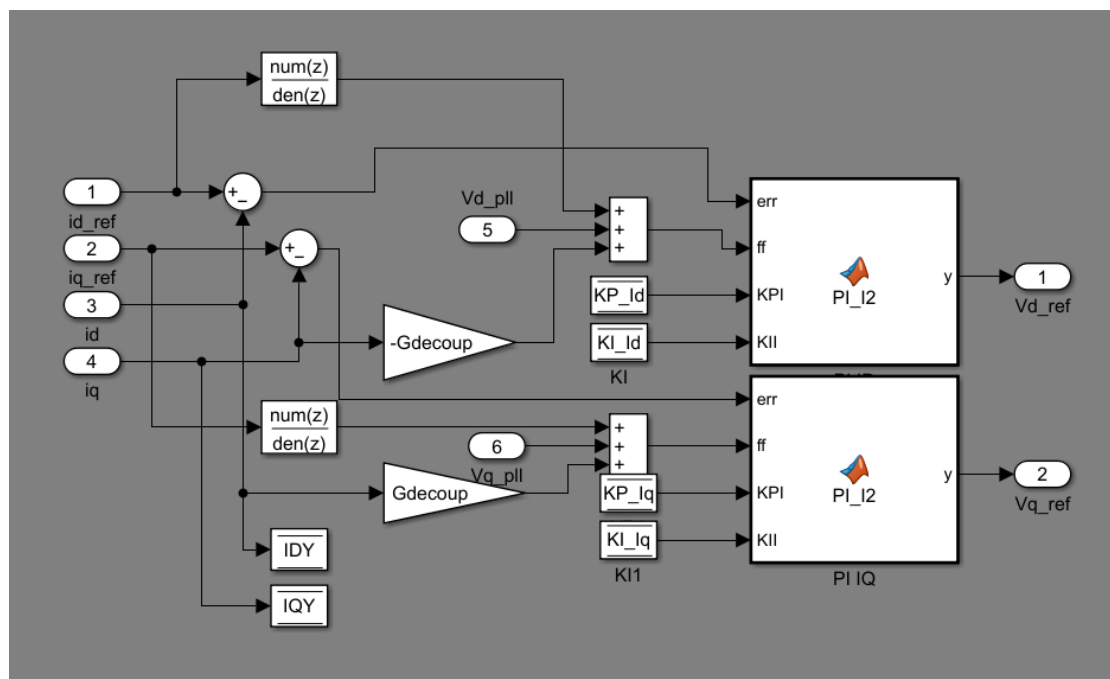 num(z)
den(z)
1
id_ref
+
-
Vd_pll
5
+
+
+
err
ff
KPI
KII
PI_I2
y
1
Vd_ref
2
iq_ref
+
-
3
id
4
iq
-Gdecoup
KP_Id
KI_Id
KI
num(z)
den(z)
6
Vq_pll
+
+
+
Gdecoup
KP_Iq
KI_Iq
KI1
err
ff
KPI
KII
PI_I2
y
PI IQ
2
Vq_ref
IDY
IQY